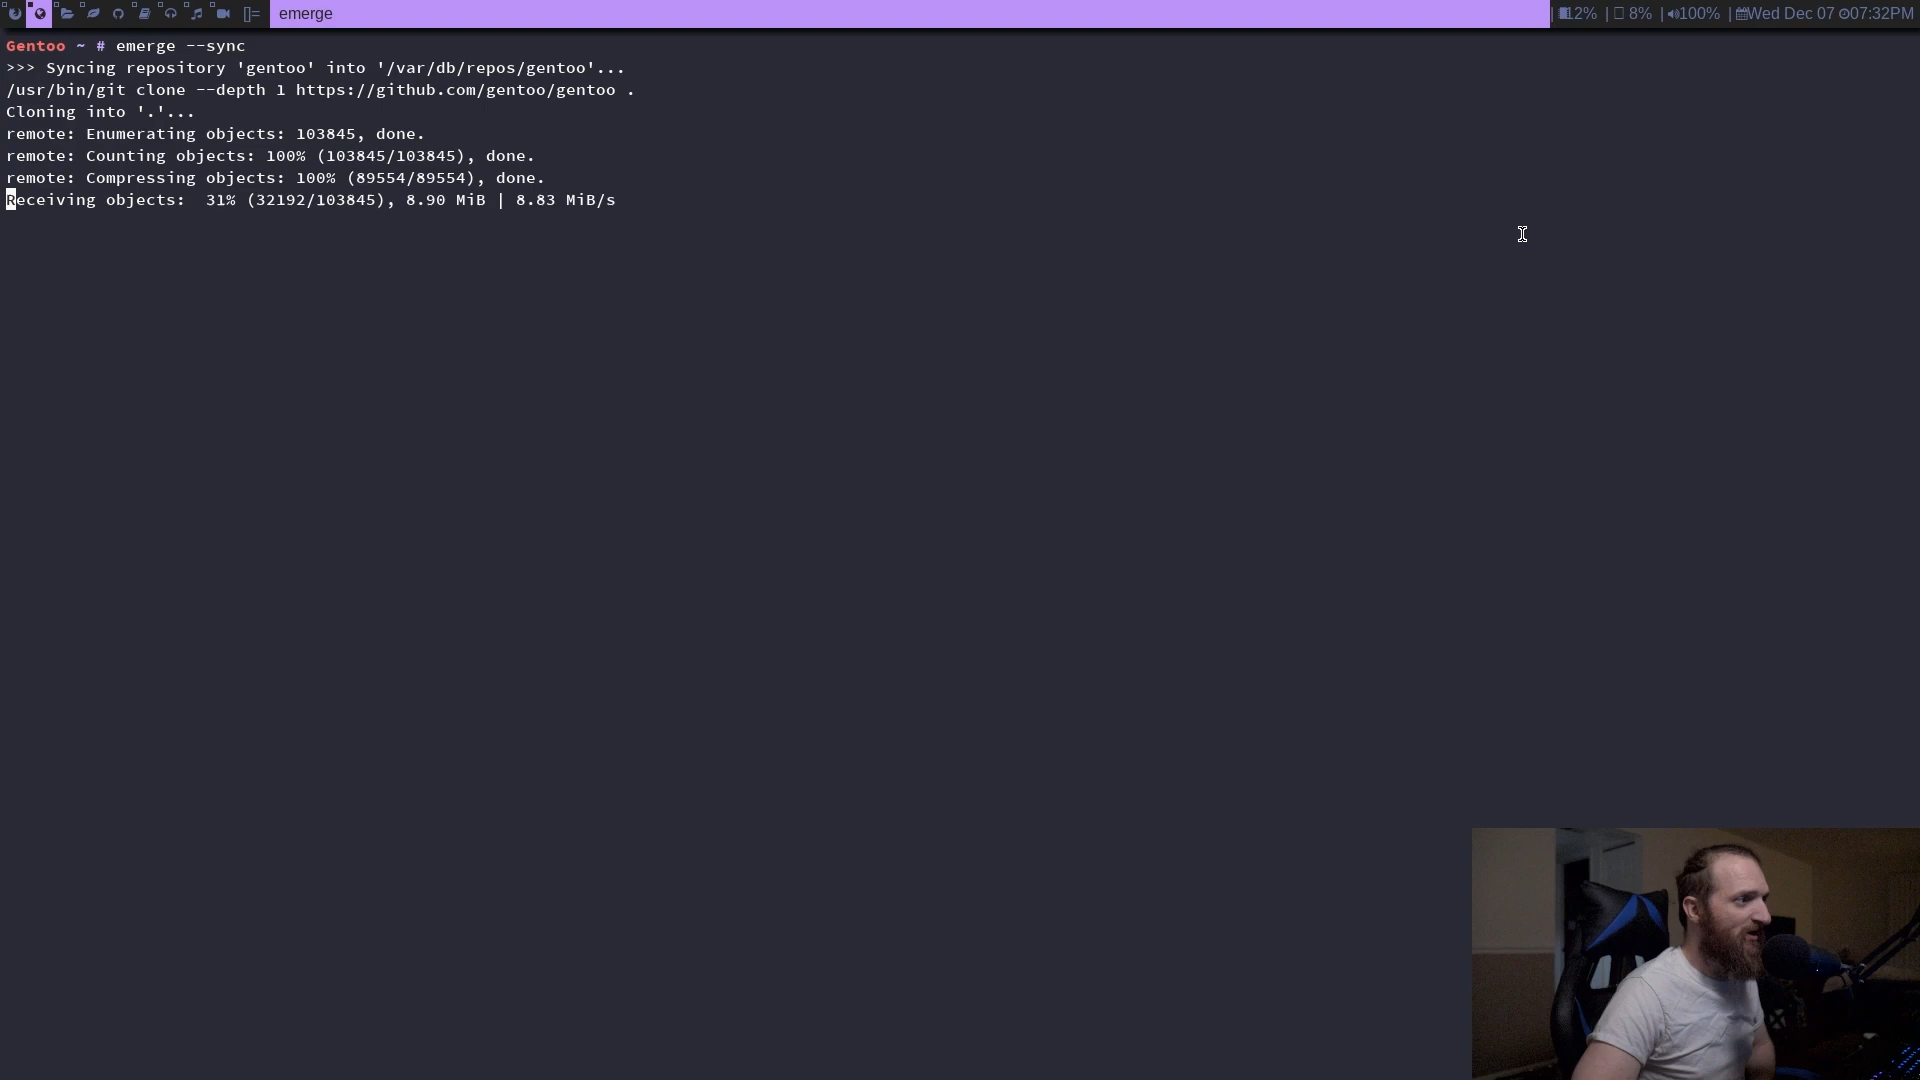 []= emerge | 12% | 8% | 100% | Wed Dec 07 07:32PM
Gentoo ~ # emerge --sync
>>> Syncing repository 'gentoo' into '/var/db/repos/gentoo'...
/usr/bin/git clone --depth 1 https://github.com/gentoo/gentoo .
Cloning into '.'...
remote: Enumerating objects: 103845, done.
remote: Counting objects: 100% (103845/103845), done.
remote: Compressing objects: 100% (89554/89554), done.
Receiving objects:  31% (32192/103845), 8.90 MiB | 8.83 MiB/s